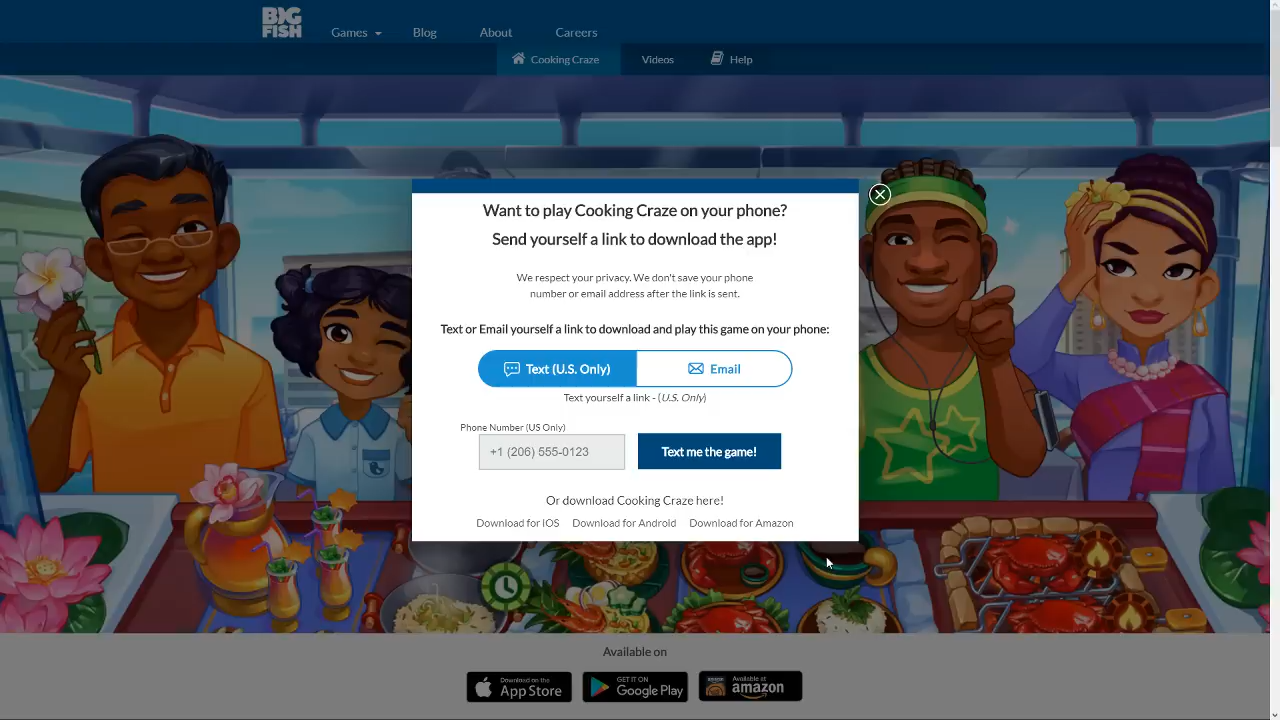 BIG
FISH
Games
Blog
About
Careers
Cooking Craze
Videos
Help
Want to play Cooking Craze on your phone?
Send yourself a link to download the app!
We respect your privacy. We don't save your phone
number or email address after the link is sent.
Text or Email yourself a link to download and play this game on your phone:
Text (U.S. Only)
Email
Text yourself a link - (U.S. Only)
Phone Number (US Only)
+1 (206) 555-0123
Text me the game!
Or download Cooking Craze here!
Download for IOS
Download for Android
Download for Amazon
Available on
Download on the
App Store
GET IT ON
Google Play
Available at
amazon